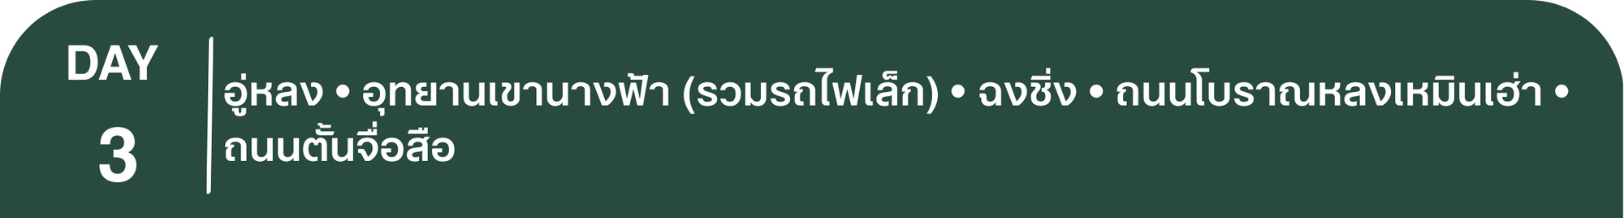 DAY
3
อู่หลง • อุทยานเขานางฟ้า (รวมรถไฟเล็ก) • ฉงชิ่ง • ถนนโบราณหลงเหมินเฮ่า •
ถนนตั้นจื่อสือ